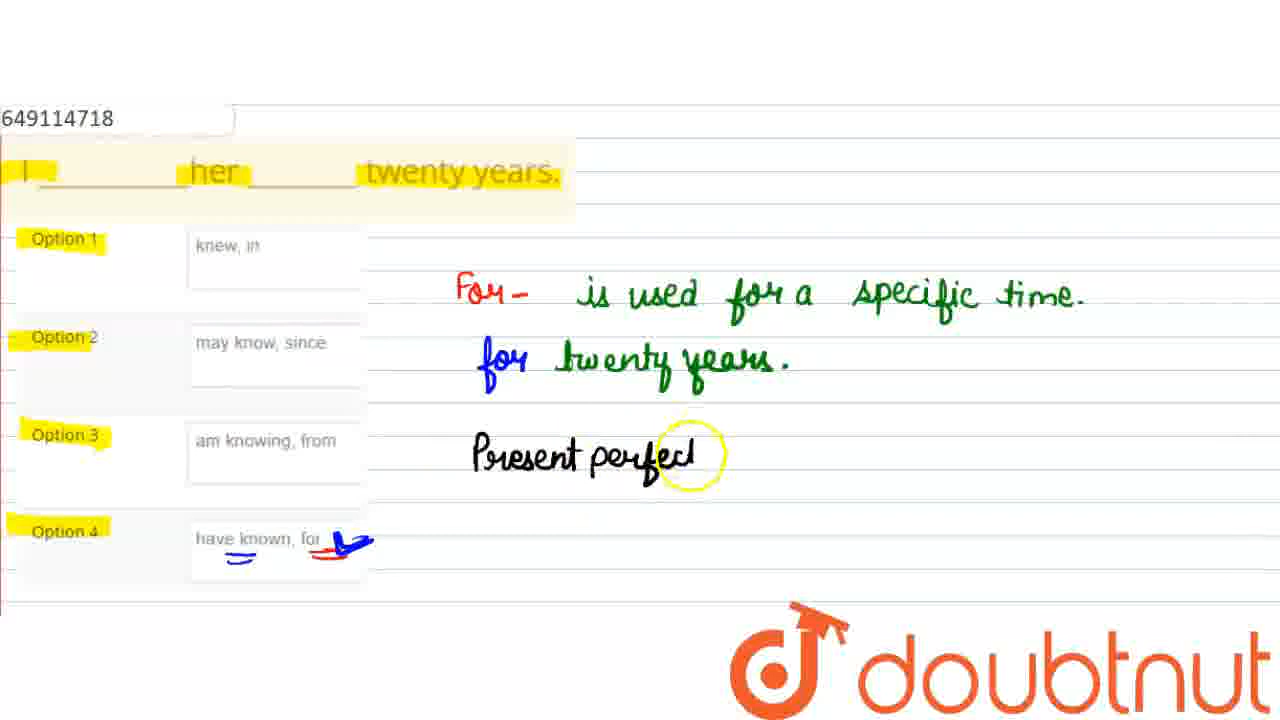 649114718
I ____________ her _________ twenty years.
Option 1 knew, in
Option 2 may know, since
Option 3 am knowing, from
Option 4 have known, for
For- is used for a specific time.
for twenty years.
Present perfect
doubtnut